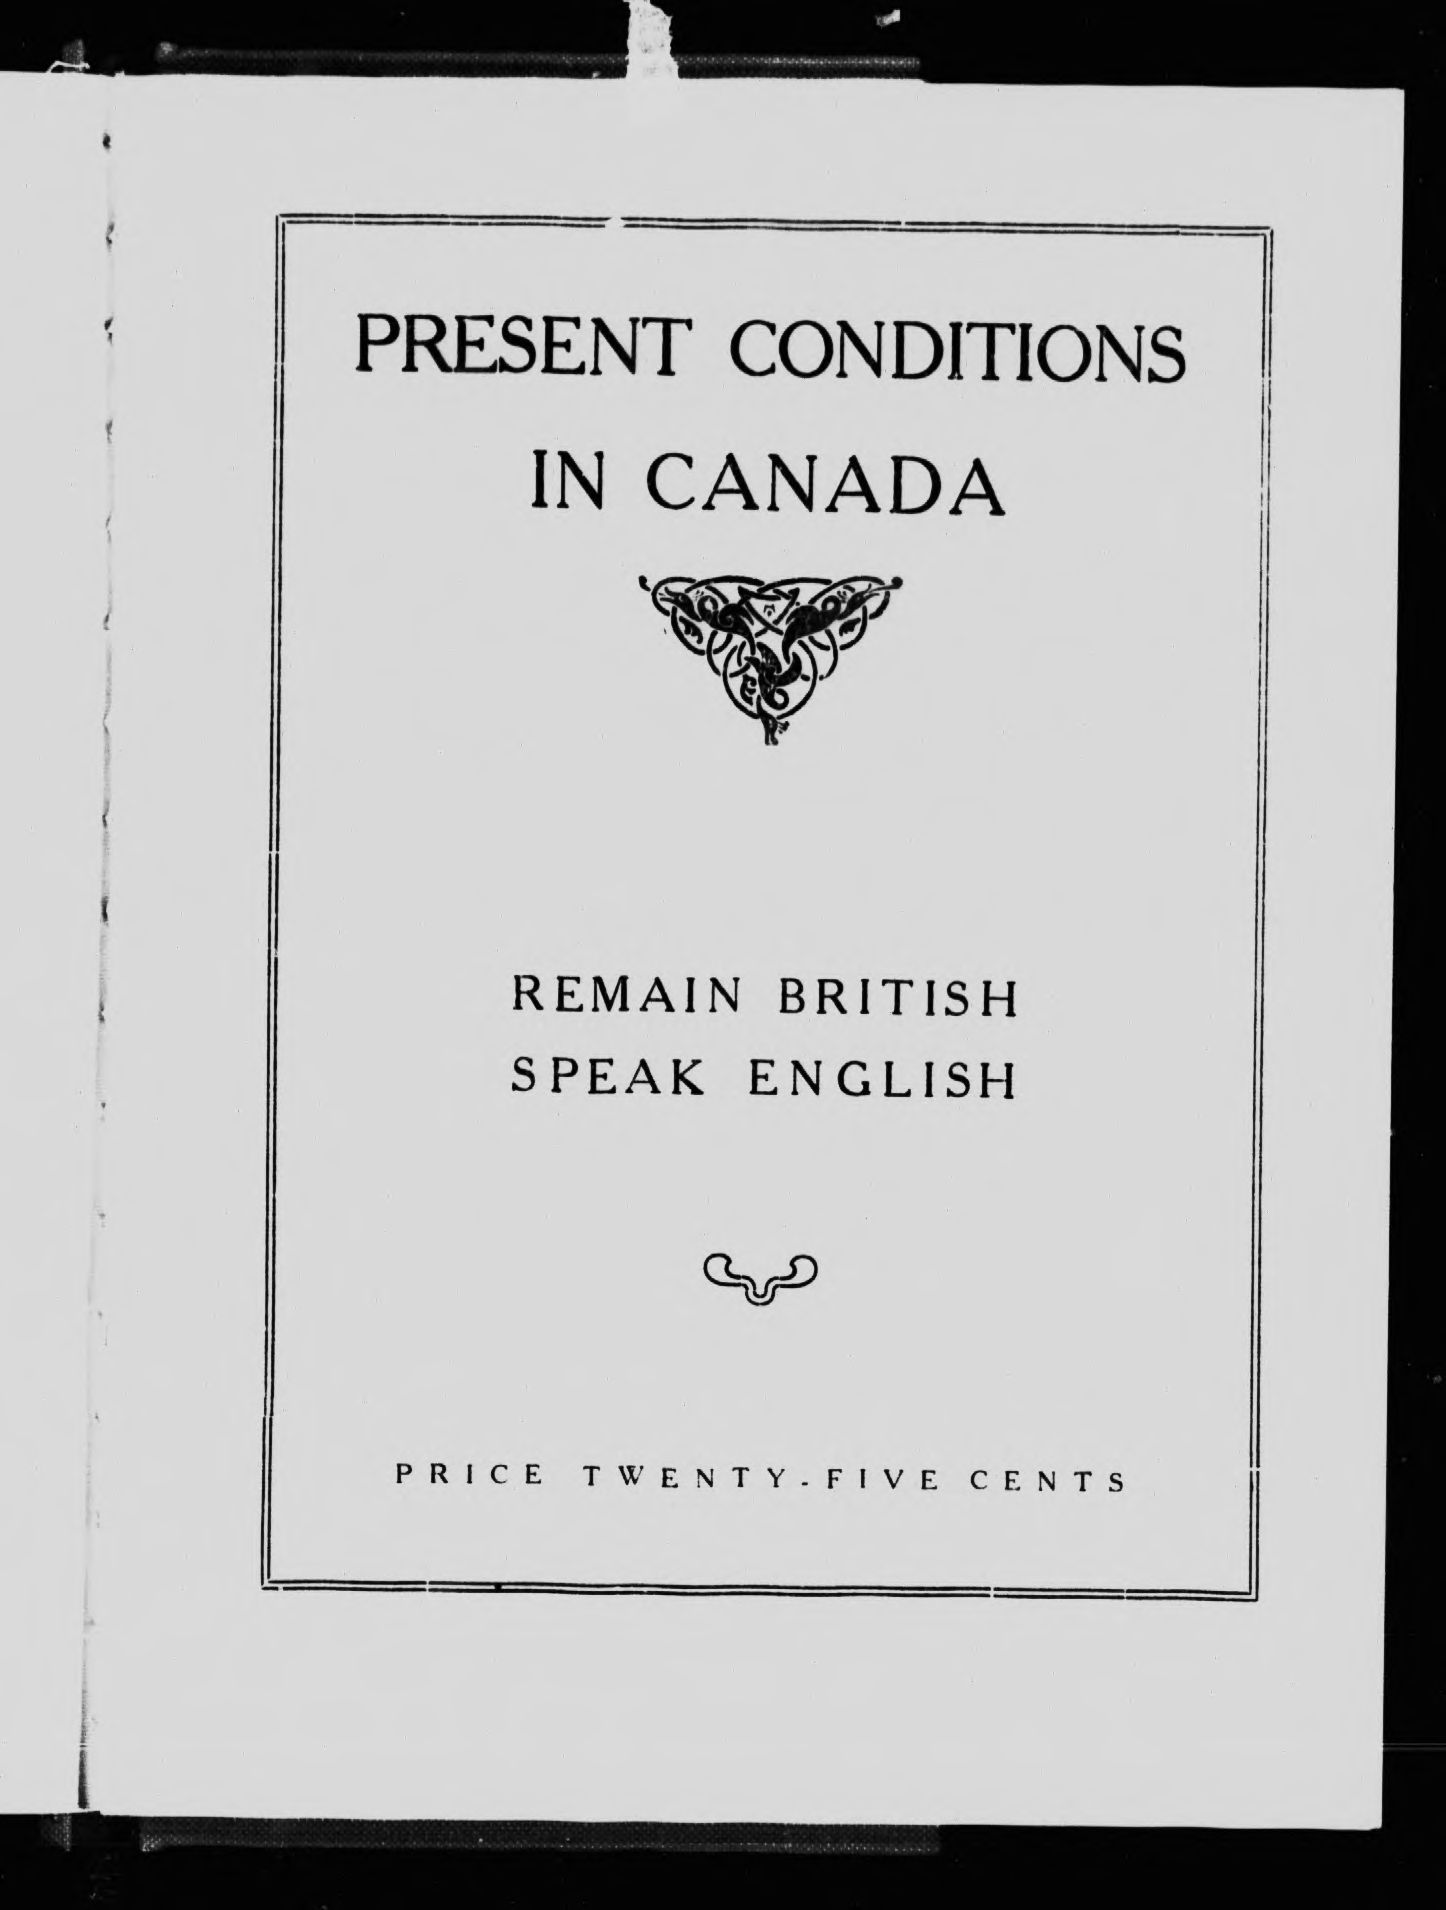 PRESENT CONDITIONS
IN CANADA
REMAIN BRITISH
SPEAK ENGLISH
PRICE TWENTY-FIVE CENTS